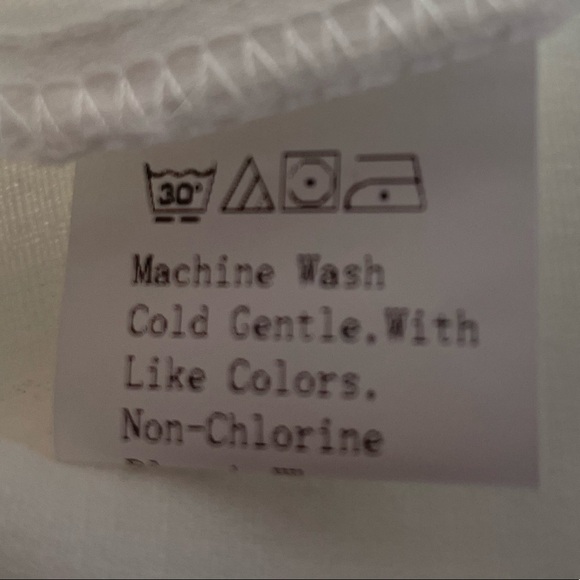 30°
Machine Wash
Cold Gentle.With
Like Colors.
Non-Chlorine